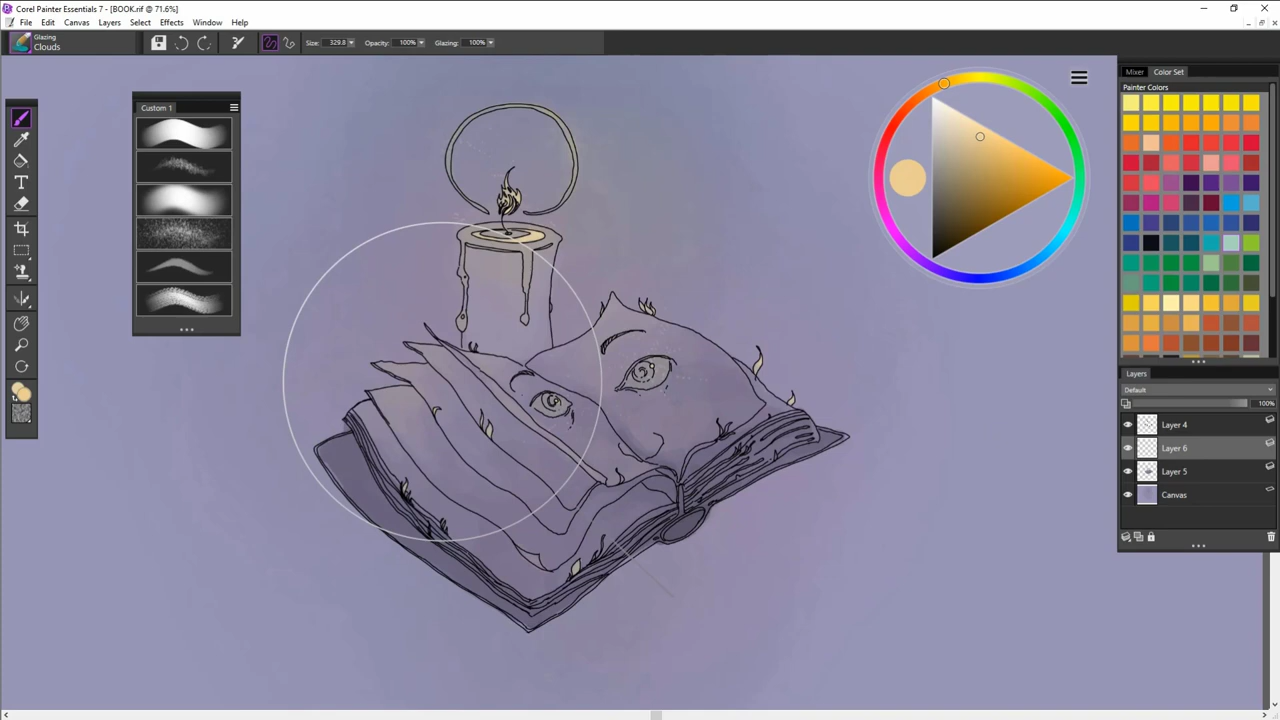 Corel Painter Essentials 7 - [BOOK.rif @ 71.6%]
File Edit Canvas Layers Select Effects Window Help
Glazing
Clouds
Size: 329.8 Opacity: 100% Glazing: 100%
Custom 1
Mixer Color Set
Painter Colors
Layers
Default
100%
Layer 4
Layer 6
Layer 5
Canvas